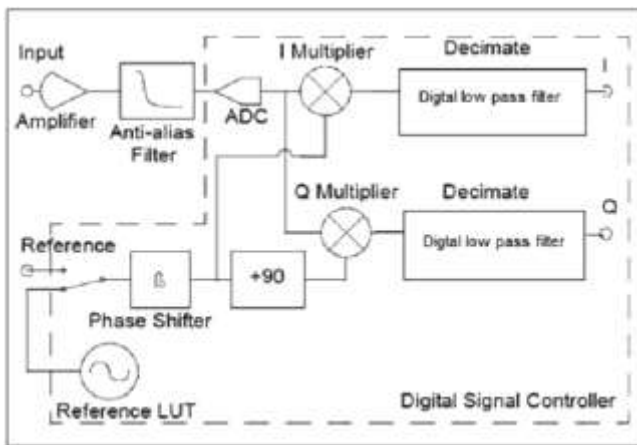 Input
Amplifier
Anti-alias
Filter
ADC
I Multiplier
Decimate
Digital low pass filter
I
Q Multiplier
Decimate
Digital low pass filter
Q
Reference
Phase Shifter
+90
Reference LUT
Digital Signal Controller